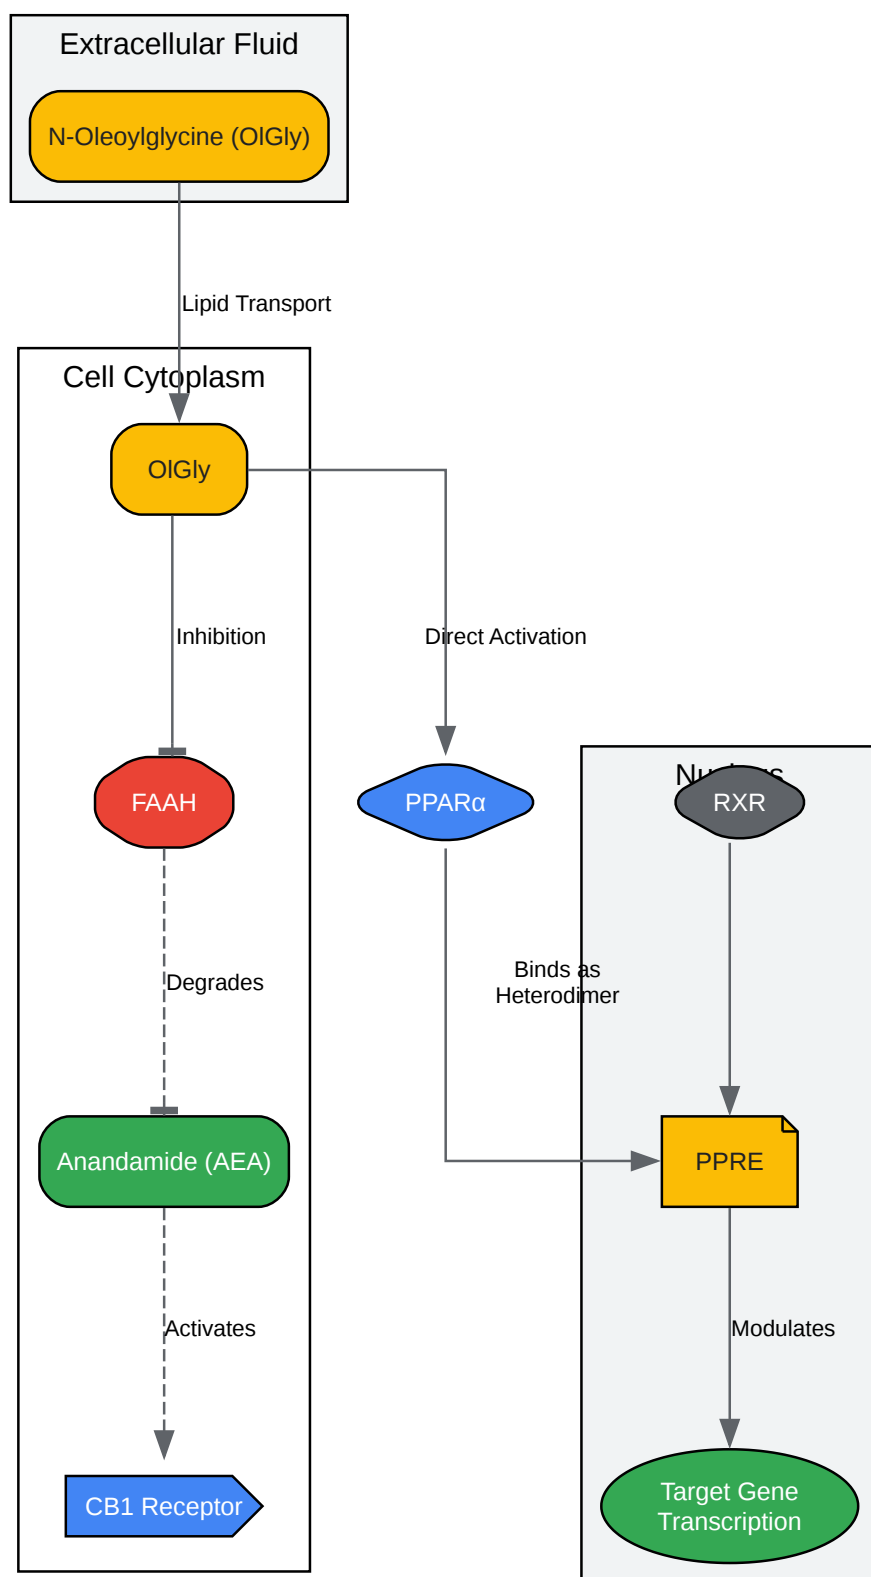 Extracellular Fluid
N-Oleoylglycine (OlGly)
Lipid Transport
Cell Cytoplasm
OlGly
Inhibition
Direct Activation
Nucleus
FAAH
PPARα
RXR
Degrades
Binds as
Heterodimer
Anandamide (AEA)
PPRE
Activates
Modulates
CB1 Receptor
Target Gene
Transcription